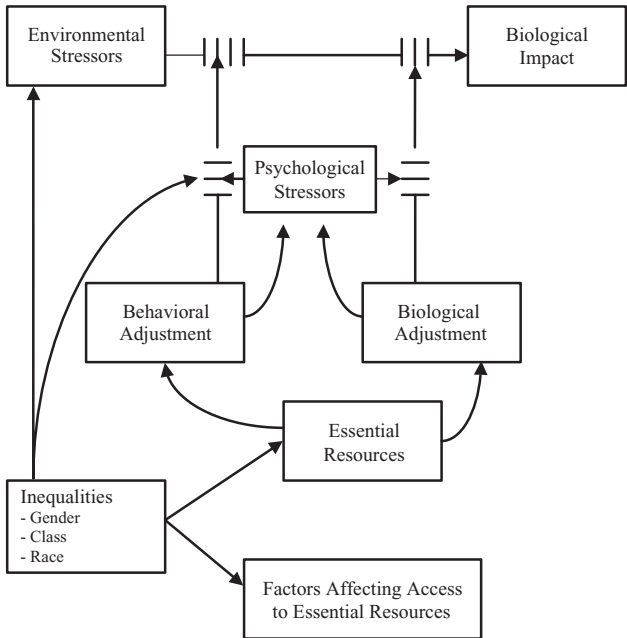 Environmental
Stressors
Biological
Impact
Psychological
Stressors
Behavioral
Adjustment
Biological
Adjustment
Essential
Resources
Inequalities
- Gender
- Class
- Race
Factors Affecting Access
to Essential Resources